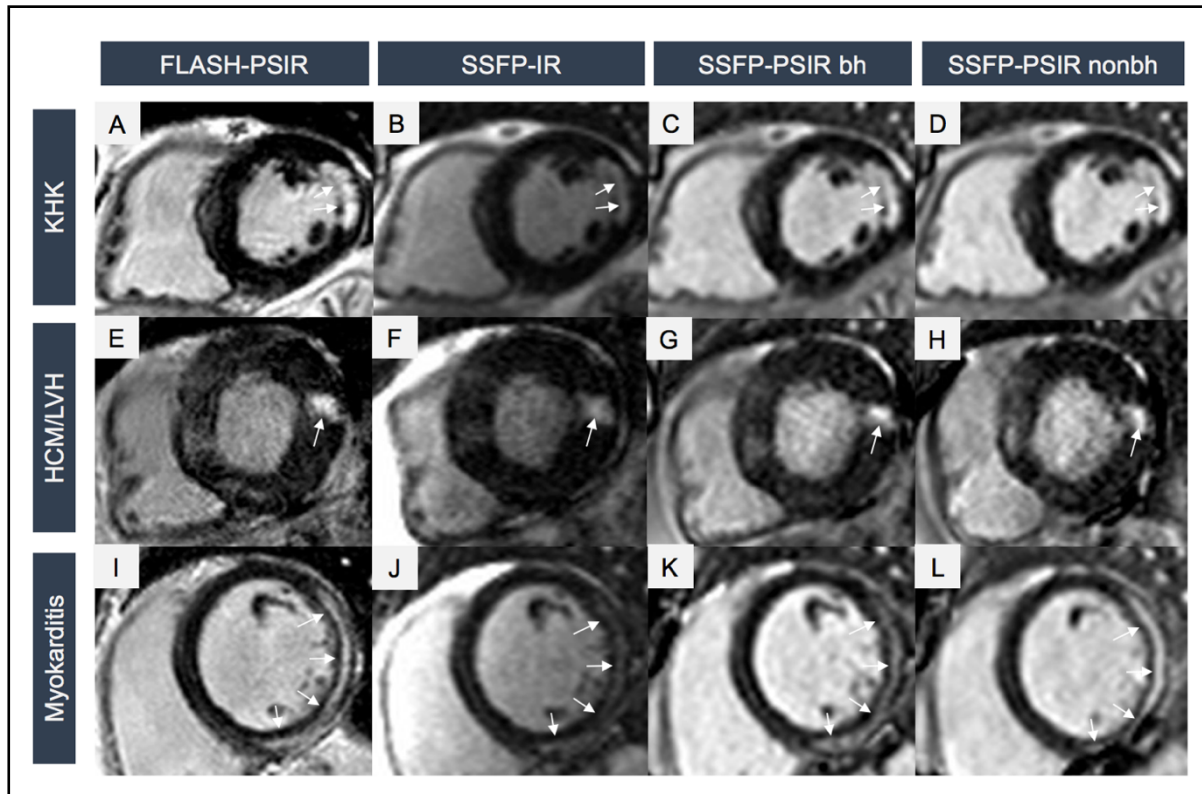 FLASH-PSIR SSFP-IR SSFP-PSIR bh SSFP-PSIR nonbh
KHK
A B C D
HCM/LVH
E F G H
Myokarditis
I J K L